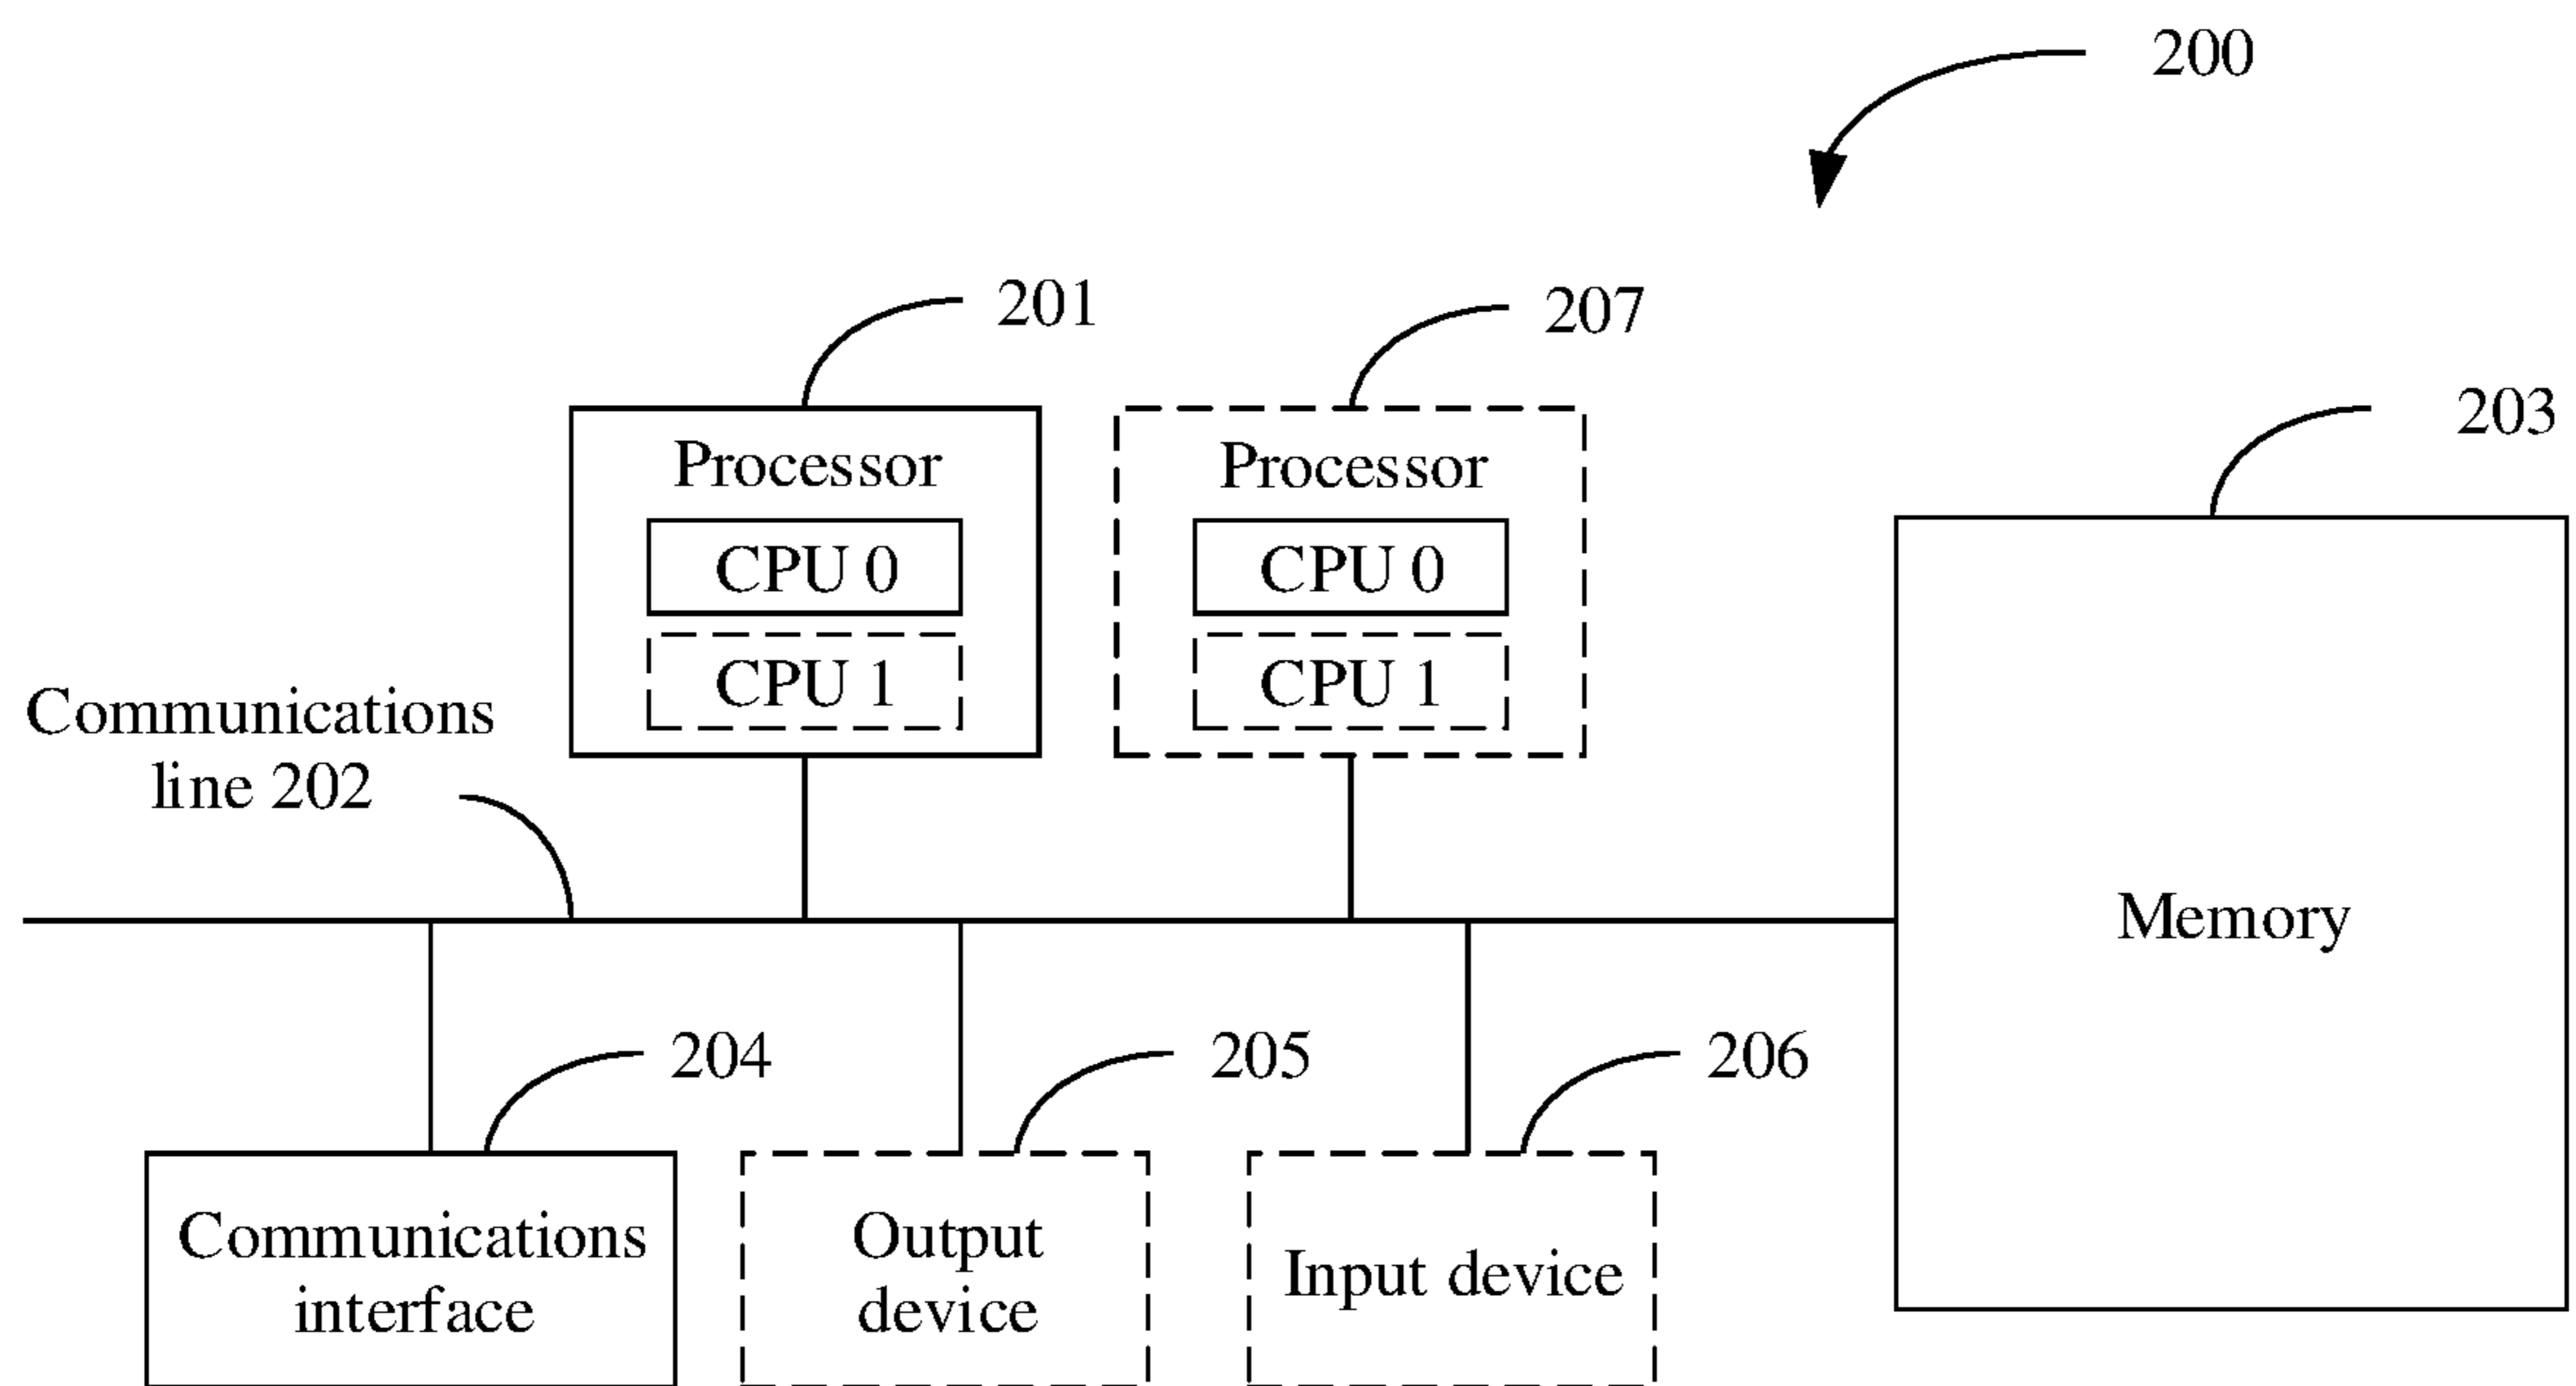 200
201
207
203
Processor
Processor
CPU 0
CPU 0
CPU 1
CPU 1
Communications
line 202
Memory
204
205
206
Communications
interface
Output
device
Input device